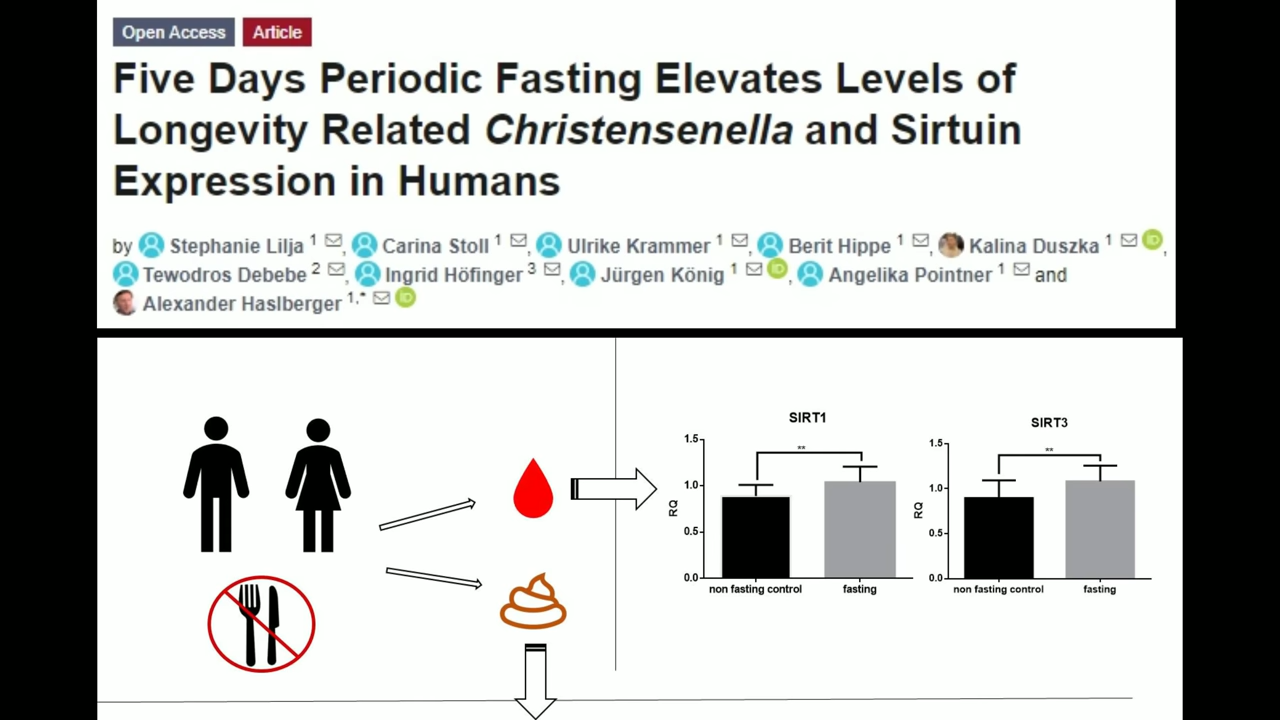 Open Access Article
Five Days Periodic Fasting Elevates Levels of
Longevity Related Christensenella and Sirtuin
Expression in Humans
by Stephanie Lilja 1, Carina Stoll 1, Ulrike Krammer 1, Berit Hippe 1, Kalina Duszka 1 iD,
Tewodros Debebe 2, Ingrid Höfinger 3, Jürgen König 1 iD, Angelika Pointner 1 and
Alexander Haslberger 1,* iD
SIRT1
1.5
1.0
0.5
0.0
RQ
**
non fasting control fasting
SIRT3
1.5
1.0
0.5
0.0
RQ
**
non fasting control fasting